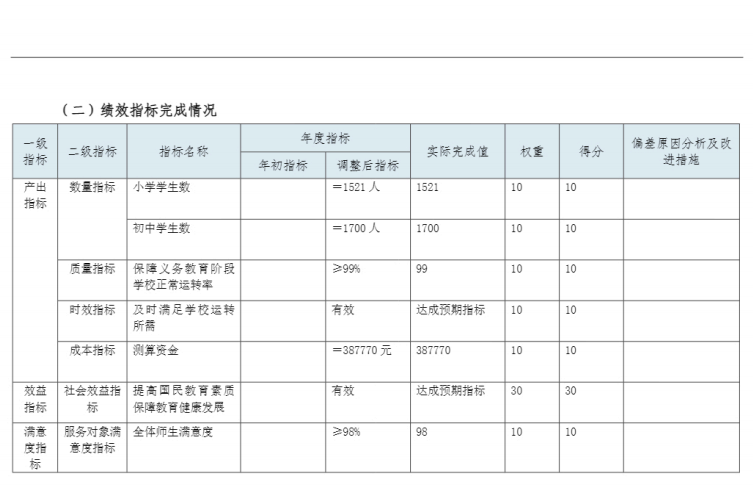 （二）绩效指标完成情况
一级
指标
二级指标
指标名称
年度指标
年初指标
调整后指标
实际完成值
权重
得分
偏差原因分析及改
进措施
产出
指标
数量指标
小学学生数
＝1521 人
1521
10
10
初中学生数
＝1700 人
1700
10
10
质量指标
保障义务教育阶段
学校正常运转率
≥99%
99
10
10
时效指标
及时满足学校运转
所需
有效
达成预期指标
10
10
成本指标
测算资金
＝387770 元
387770
10
10
效益
指标
社会效益指
标
提高国民教育素质
保障教育健康发展
有效
达成预期指标
30
30
满意
度指
标
服务对象满
意度指标
全体师生满意度
≥98%
98
10
10